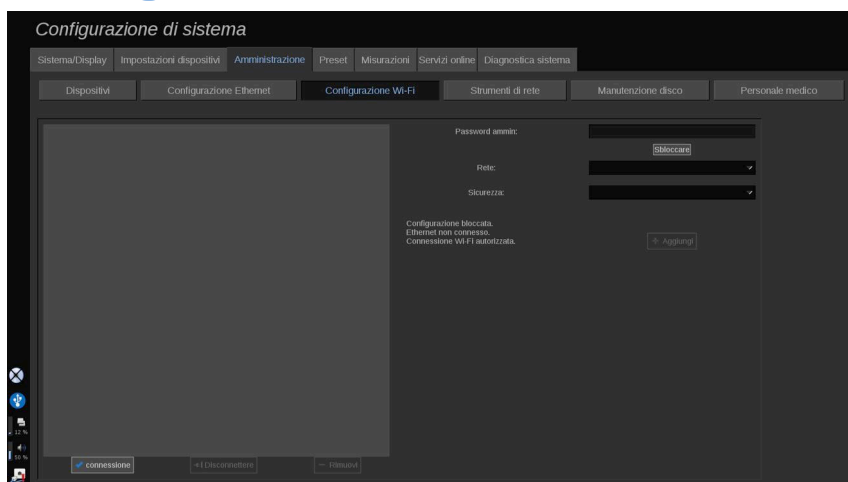 Configurazione di sistema
Sistema/Display Impostazioni dispositivi Amministrazione Preset Misurazioni Servizi online Diagnostica sistema
Dispositivi Configurazione Ethernet Configurazione Wi-Fi Strumenti di rete Manutenzione disco Personale medico
Password ammin:
Sbloccare
Rete:
Sicurezza:
Configurazione bloccata.
Ethernet non connesso.
Connessione Wi-Fi autorizzata.
Aggiungi
12 %
50 %
connessione Disconnettere Rimuovi